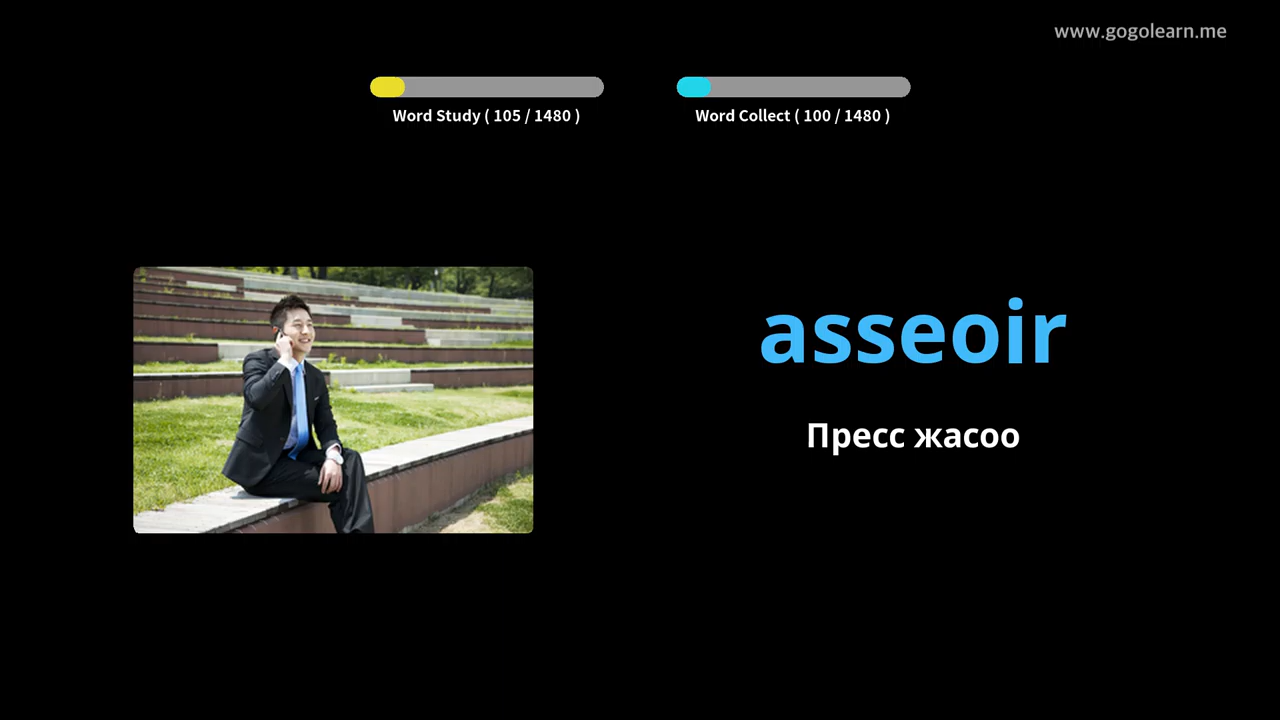 www.gogolearn.me
Word Study ( 105 / 1480 )
Word Collect ( 100 / 1480 )
asseoir
Пресс жасоо